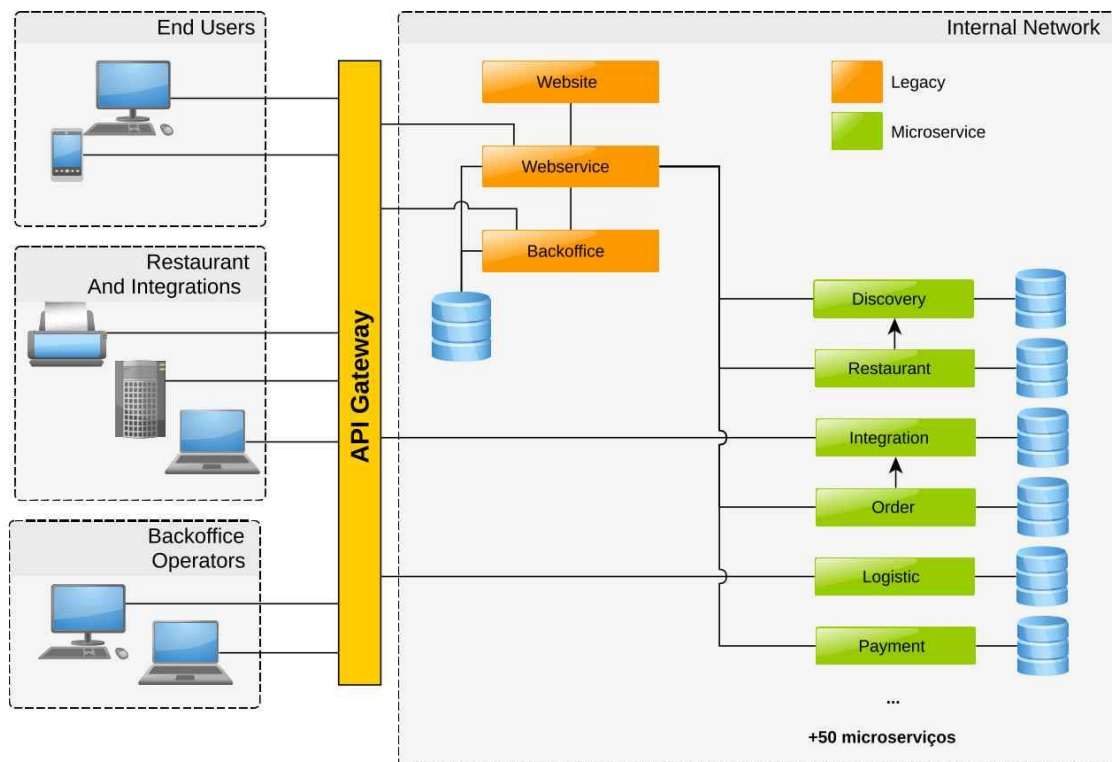 End Users
Restaurant
And Integrations
Backoffice
Operators
API Gateway
Internal Network
Website
Webservice
Backoffice
Legacy
Microservice
Discovery
Restaurant
Integration
Order
Logistic
Payment
...
+50 microserviços